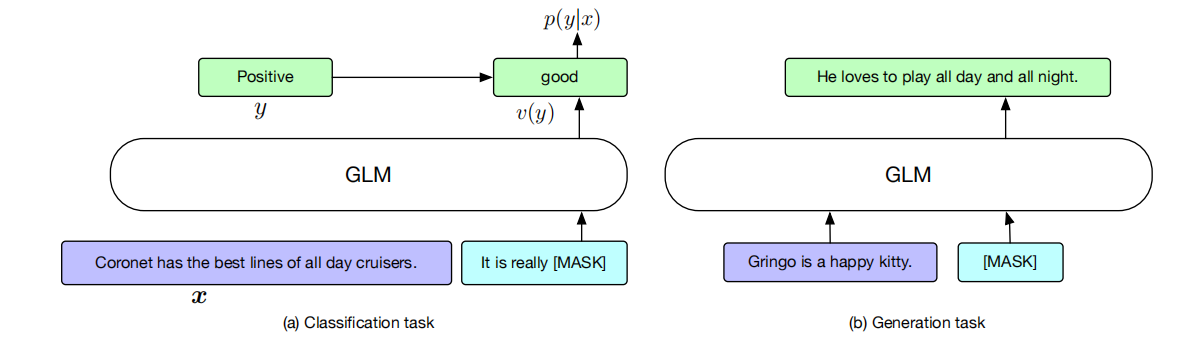 p(y|x)
Positive
good
He loves to play all day and all night.
y
v(y)
GLM
GLM
Coronet has the best lines of all day cruisers.
It is really [MASK]
Gringo is a happy kitty.
[MASK]
x
(a) Classification task
(b) Generation task